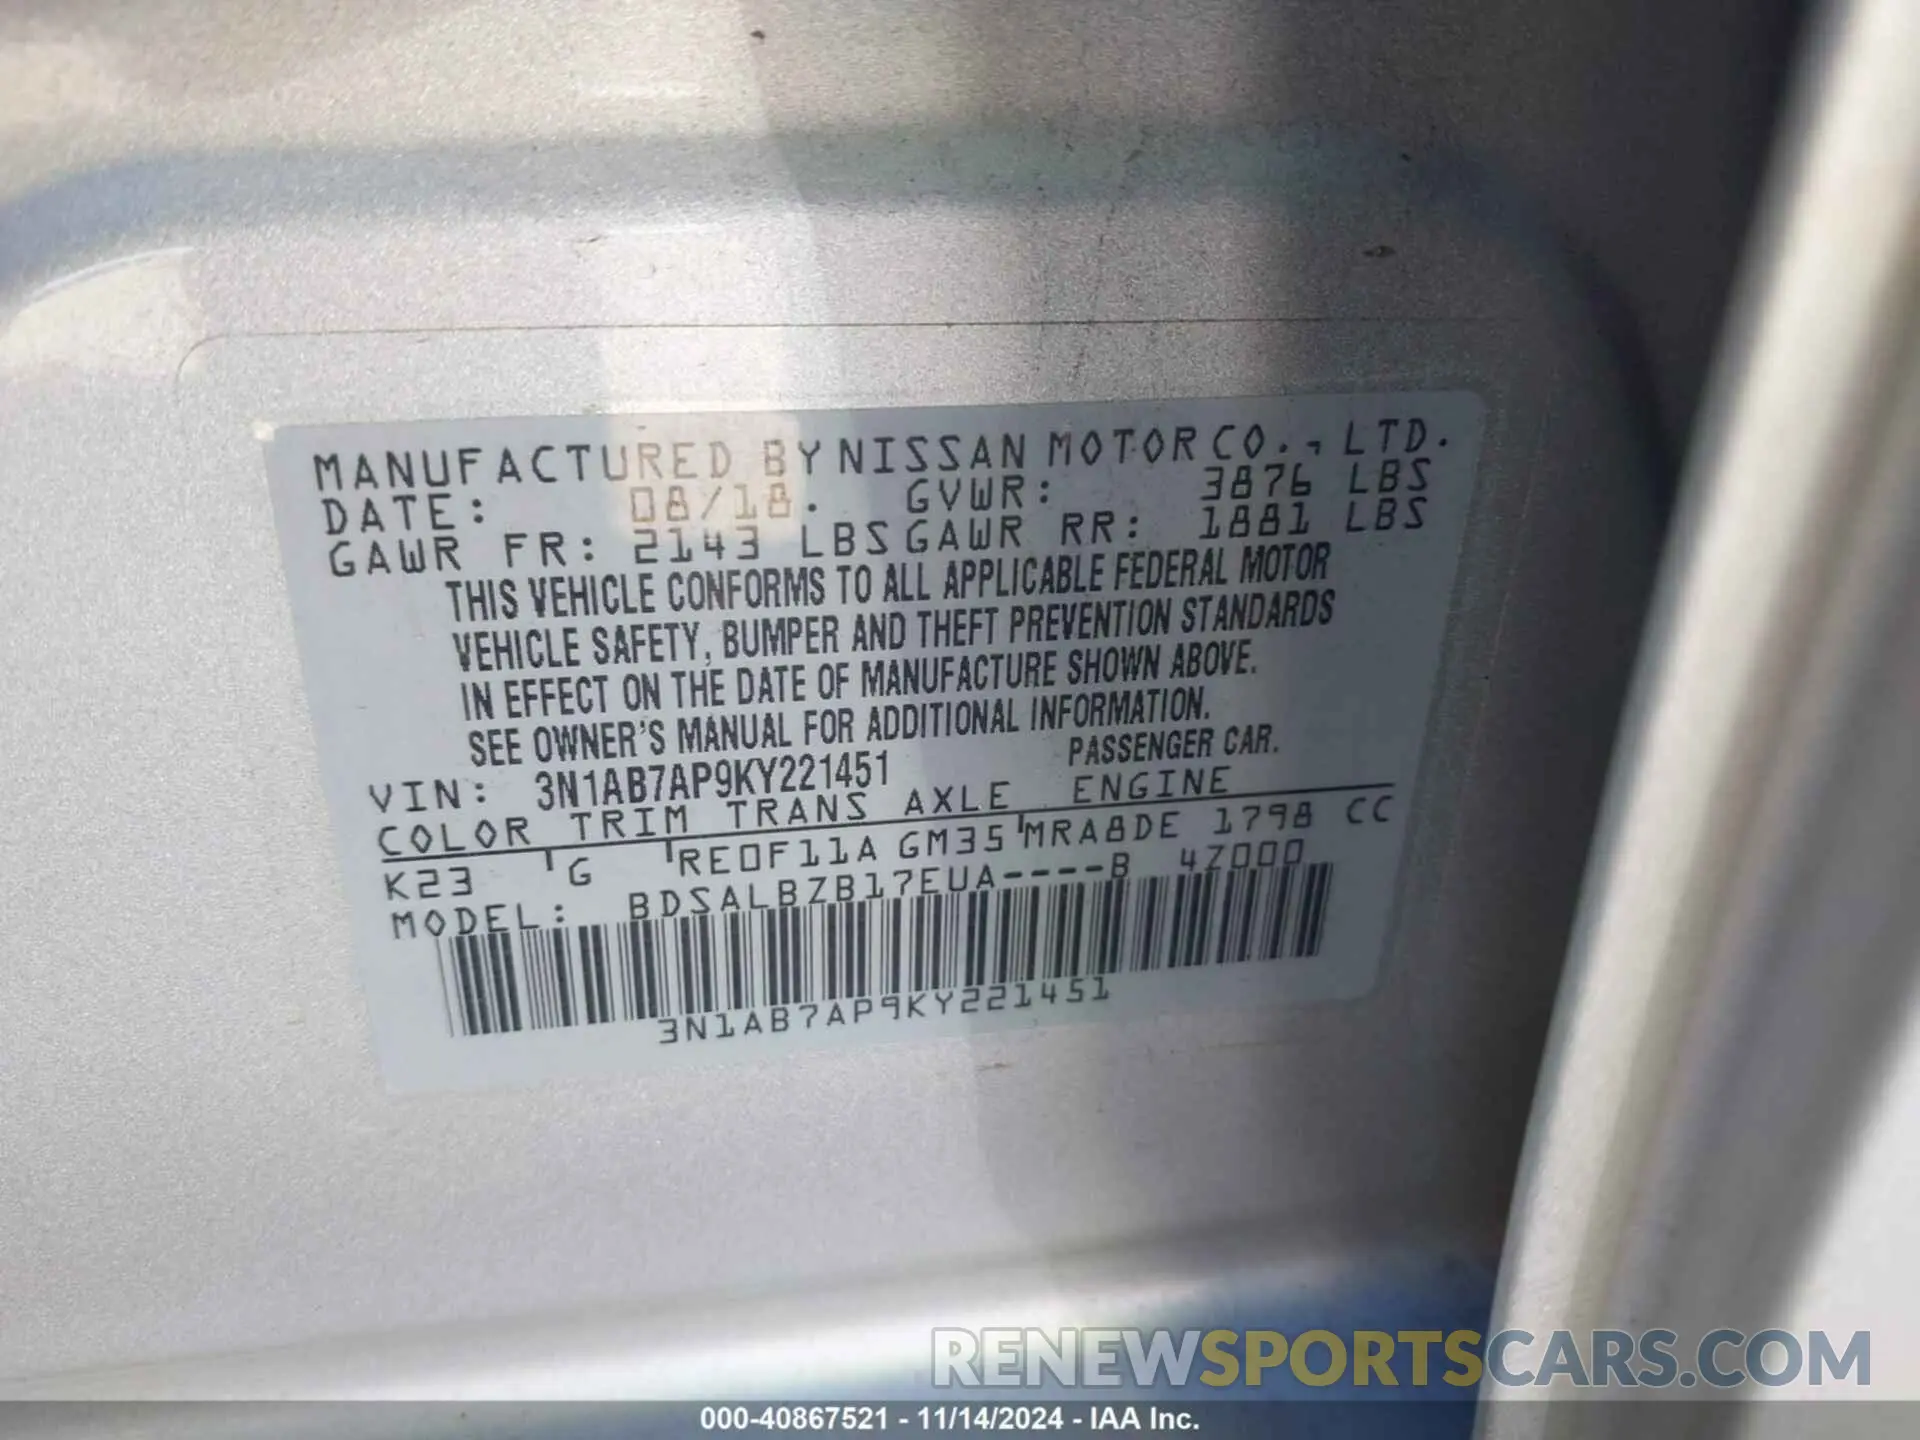 MANUFACTURED BY NISSAN MOTOR CO., LTD.
DATE: 08/18. GVWR: 3876 LBS
GAWR FR: 2143 LBS GAWR RR: 1881 LBS
THIS VEHICLE CONFORMS TO ALL APPLICABLE FEDERAL MOTOR
VEHICLE SAFETY, BUMPER AND THEFT PREVENTION STANDARDS
IN EFFECT ON THE DATE OF MANUFACTURE SHOWN ABOVE.
SEE OWNER'S MANUAL FOR ADDITIONAL INFORMATION.
VIN: 3N1AB7AP9KY221451 PASSENGER CAR.
COLOR TRIM TRANS AXLE ENGINE
K23 G RE0F11A GM35 MRA8DE 1798 CC
MODEL: BDSALBZB17EUA----B 4Z000
3N1AB7AP9KY221451
RENEWSPORTSCARS.COM
000-40867521 - 11/14/2024 - IAA Inc.